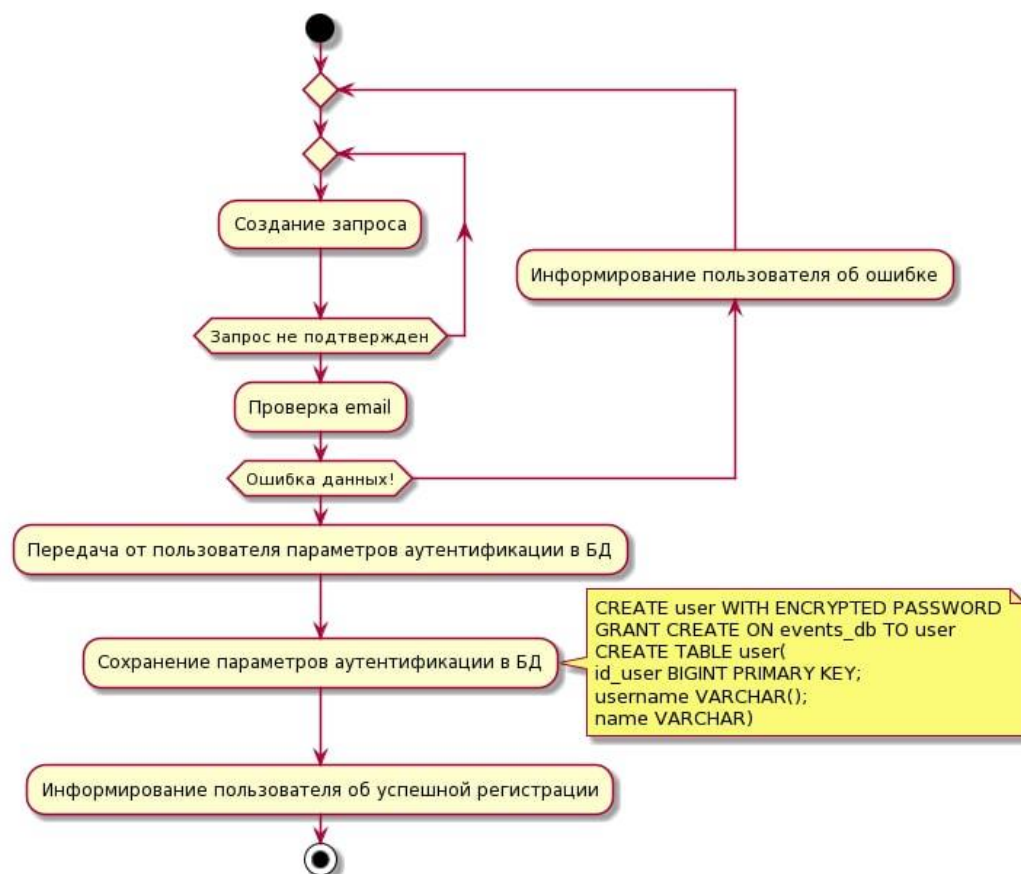 Создание запроса
Информирование пользователя об ошибке
Запрос не подтвержден
Проверка email
Ошибка данных!
Передача от пользователя параметров аутентификации в БД
Сохранение параметров аутентификации в БД
CREATE user WITH ENCRYPTED PASSWORD
GRANT CREATE ON events_db TO user
CREATE TABLE user(
id_user BIGINT PRIMARY KEY;
username VARCHAR();
name VARCHAR)
Информирование пользователя об успешной регистрации